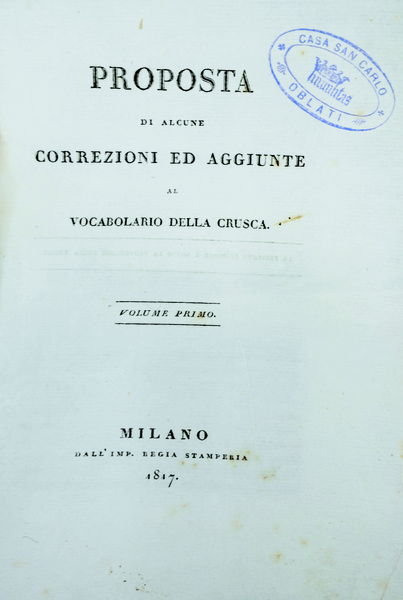 PROPOSTA
DI ALCUNE
CORREZIONI ED AGGIUNTE
AL
VOCABOLARIO DELLA CRUSCA.
VOLUME PRIMO.
MILANO
DALL'IMP. REGIA STAMPERIA
1817.
CASA SAN CARLO
Humilitas
OBLATI